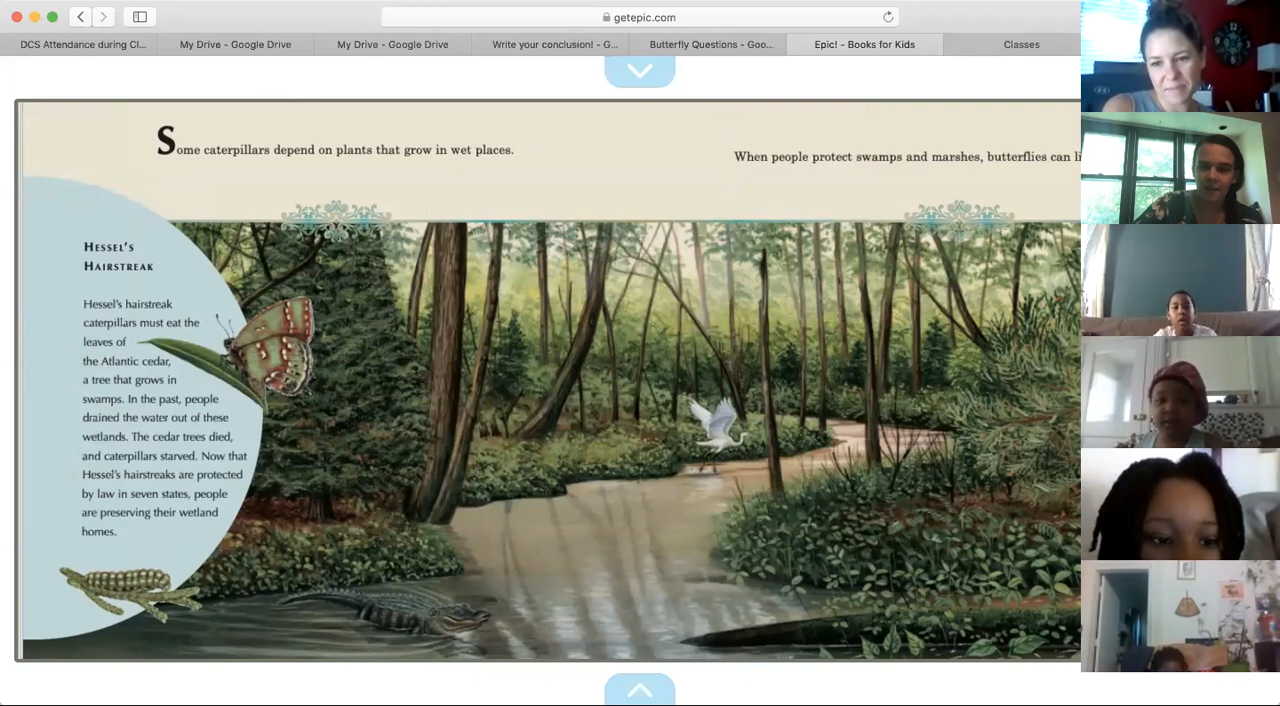 getepic.com
DCS Attendance during Cl...
My Drive - Google Drive
My Drive - Google Drive
Write your conclusion! - G...
Butterfly Questions - Goo...
Epic! - Books for Kids
Classes
Some caterpillars depend on plants that grow in wet places.
When people protect swamps and marshes, butterflies can li
HESSEL'S
HAIRSTREAK
Hessel's hairstreak
caterpillars must eat the
leaves of
the Atlantic cedar,
a tree that grows in
swamps. In the past, people
drained the water out of these
wetlands. The cedar trees died,
and caterpillars starved. Now that
Hessel's hairstreaks are protected
by law in seven states, people
are preserving their wetland
homes.